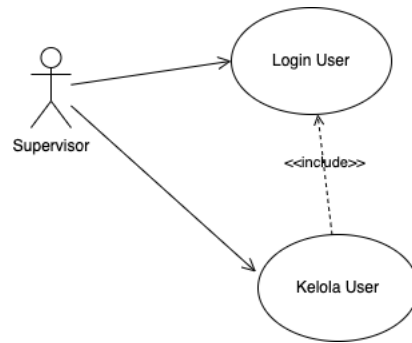 Login User
Supervisor
<<include>>
Kelola User